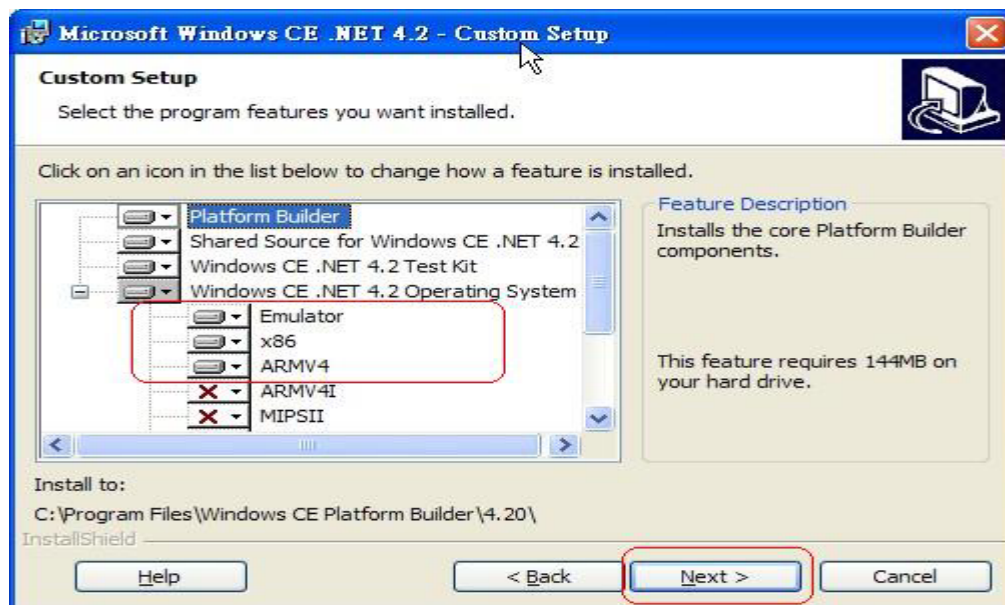 Microsoft Windows CE .NET 4.2 - Custom Setup
Custom Setup
Select the program features you want installed.
Click on an icon in the list below to change how a feature is installed.
Platform Builder
Shared Source for Windows CE .NET 4.2
Windows CE .NET 4.2 Test Kit
Windows CE .NET 4.2 Operating System
Emulator
x86
ARMV4
ARMV4I
MIPSII
Feature Description
Installs the core Platform Builder
components.
This feature requires 144MB on
your hard drive.
Install to:
C:\Program Files\Windows CE Platform Builder\4.20\
InstallShield
Help
< Back
Next >
Cancel